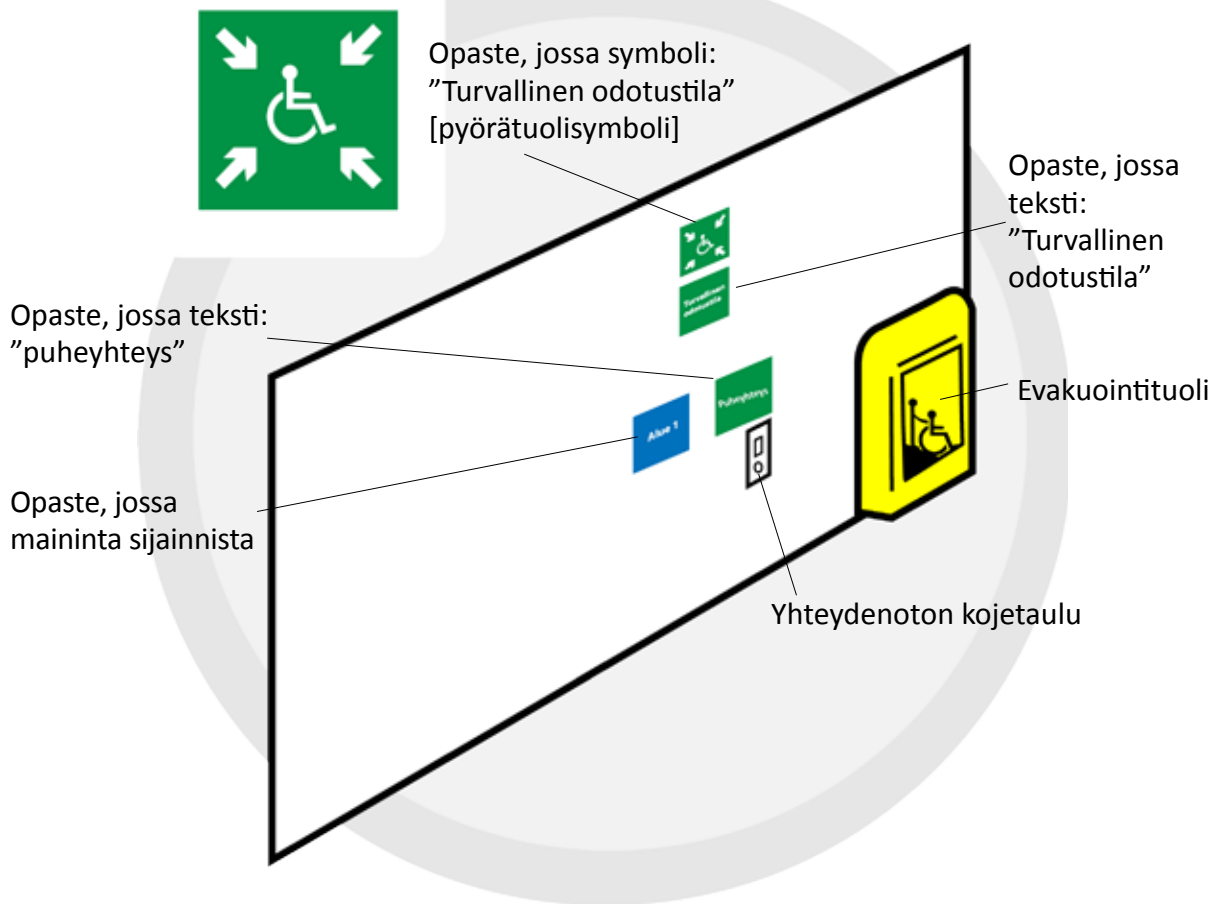 Opaste, jossa symboli:
”Turvallinen odotustila”
[pyörätuolisymboli]
Opaste, jossa
teksti:
”Turvallinen
odotustila”
Turvallinen
odotustila
Opaste, jossa teksti:
”puheyhteys”
Puheyhteys
Alue 1
Evakuointituoli
Opaste, jossa
maininta sijainnista
Yhteydenoton kojetaulu